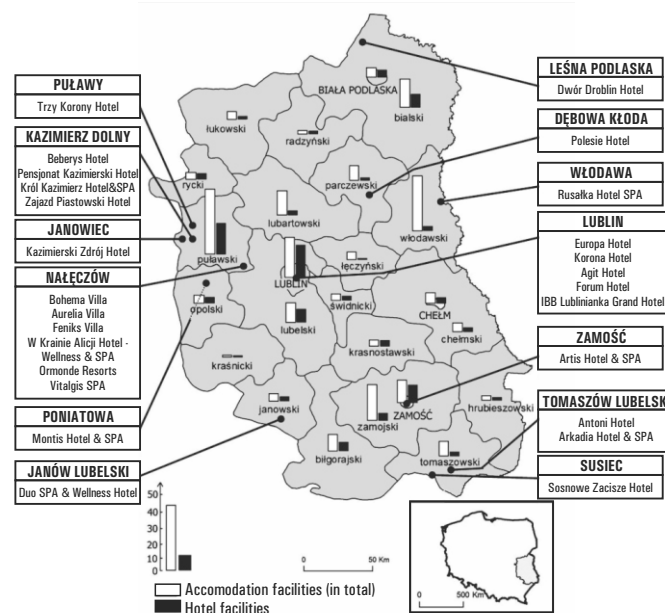 PUŁAWY
Trzy Korony Hotel
KAZIMIERZ DOLNY
Beberys Hotel
Pensjonat Kazimierski Hotel
Król Kazimierz Hotel&SPA
Zajazd Piastowski Hotel
JANOWIEC
Kazimierski Zdrój Hotel
NAŁĘCZÓW
Bohema Villa
Aurelia Villa
Feniks Villa
W Krainie Alicji Hotel -
Wellness & SPA
Ormonde Resorts
Vitalgis SPA
PONIATOWA
Montis Hotel & SPA
JANÓW LUBELSKI
Duo SPA & Wellness Hotel
BIAŁA PODLASKA
bialski
łukowski
radzyński
rycki
parczewski
lubartowski
włodawski
puławski
LUBLIN
łęczyński
opolski
świdnicki
CHEŁM
lubelski
chełmski
kraśnicki
krasnostawski
janowski
zamojski
ZAMOŚĆ
hrubieszowski
biłgorajski
tomaszowski
LEŚNA PODLASKA
Dwór Droblin Hotel
DĘBOWA KŁODA
Polesie Hotel
WŁODAWA
Rusałka Hotel SPA
LUBLIN
Europa Hotel
Korona Hotel
Agit Hotel
Forum Hotel
IBB Lublinianka Grand Hotel
ZAMOŚĆ
Artis Hotel & SPA
TOMASZÓW LUBELSK
Antoni Hotel
Arkadia Hotel & SPA
SUSIEC
Sosnowe Zacisze Hotel
50
40
30
20
10
0
0 50 Km
Accomodation facilities (in total)
Hotel facilities
0 500 Km